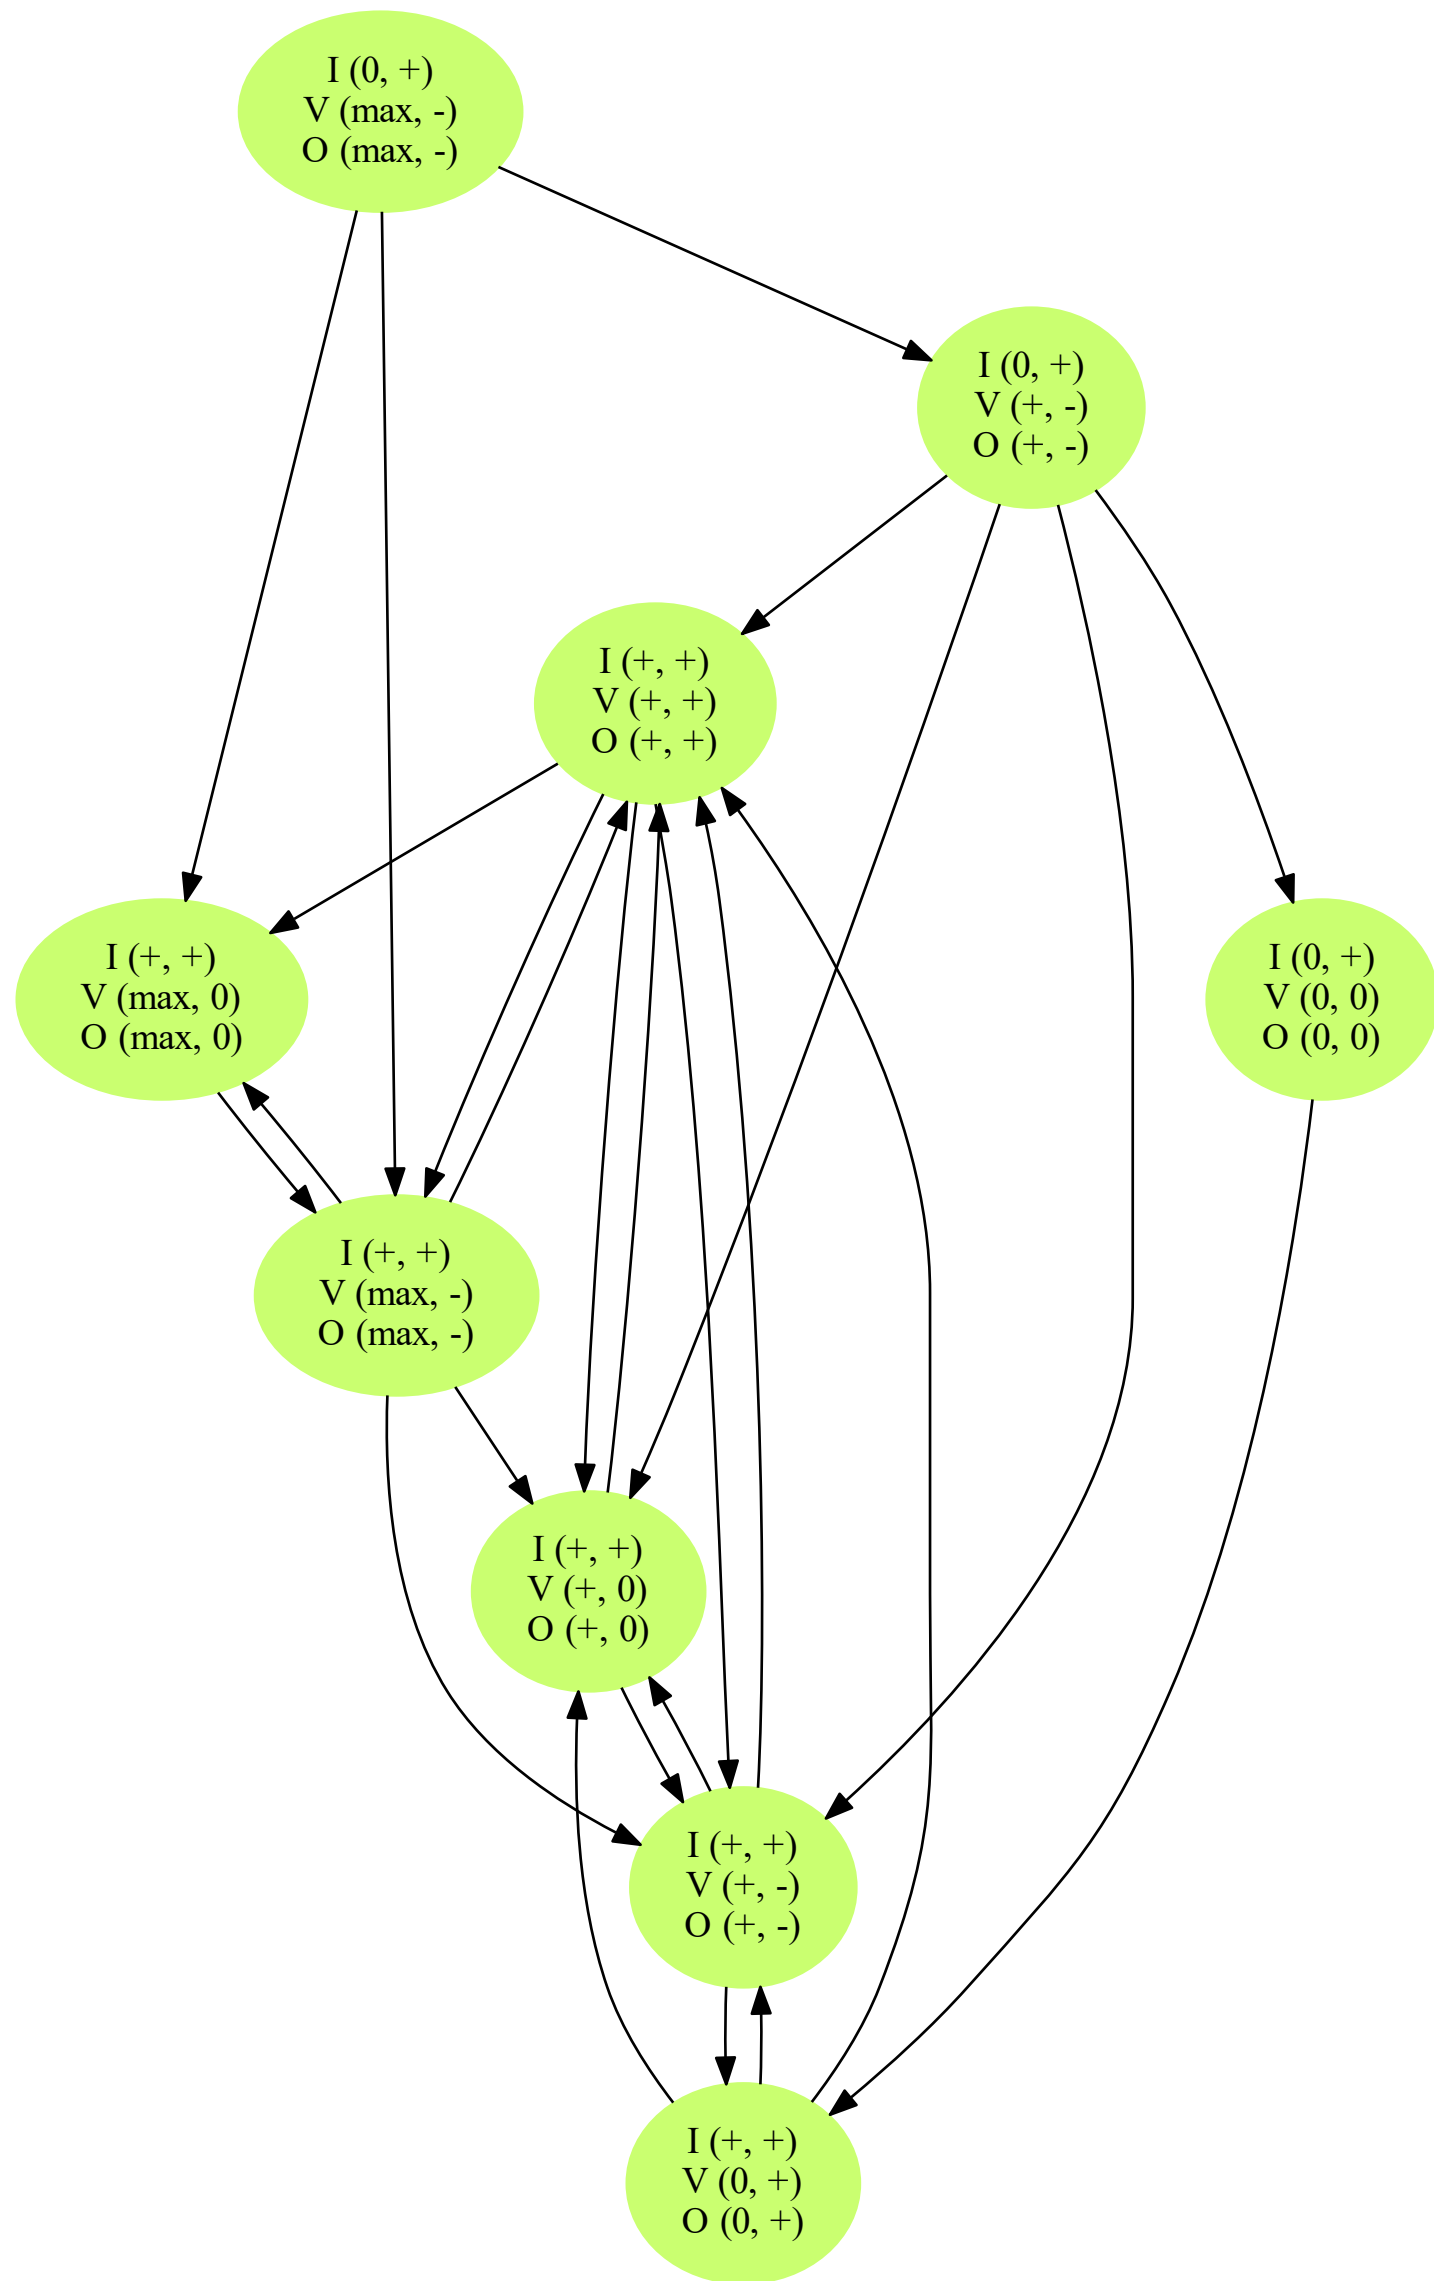 I (0, +)
V (max, -)
O (max, -)
I (0, +)
V (+, -)
O (+, -)
I (+, +)
V (+, +)
O (+, +)
I (+, +)
V (max, 0)
O (max, 0)
I (0, +)
V (0, 0)
O (0, 0)
I (+, +)
V (max, -)
O (max, -)
I (+, +)
V (+, 0)
O (+, 0)
I (+, +)
V (+, -)
O (+, -)
I (+, +)
V (0, +)
O (0, +)